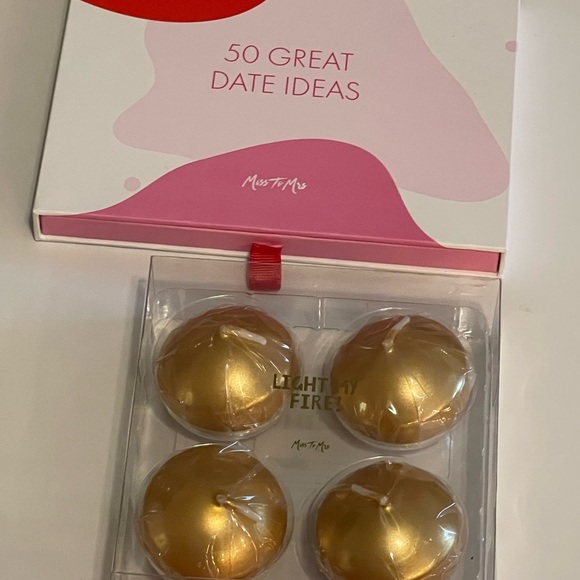 50 GREAT
DATE IDEAS
Miss To Mrs
LIGHT MY
FIRE!
Miss To Mrs